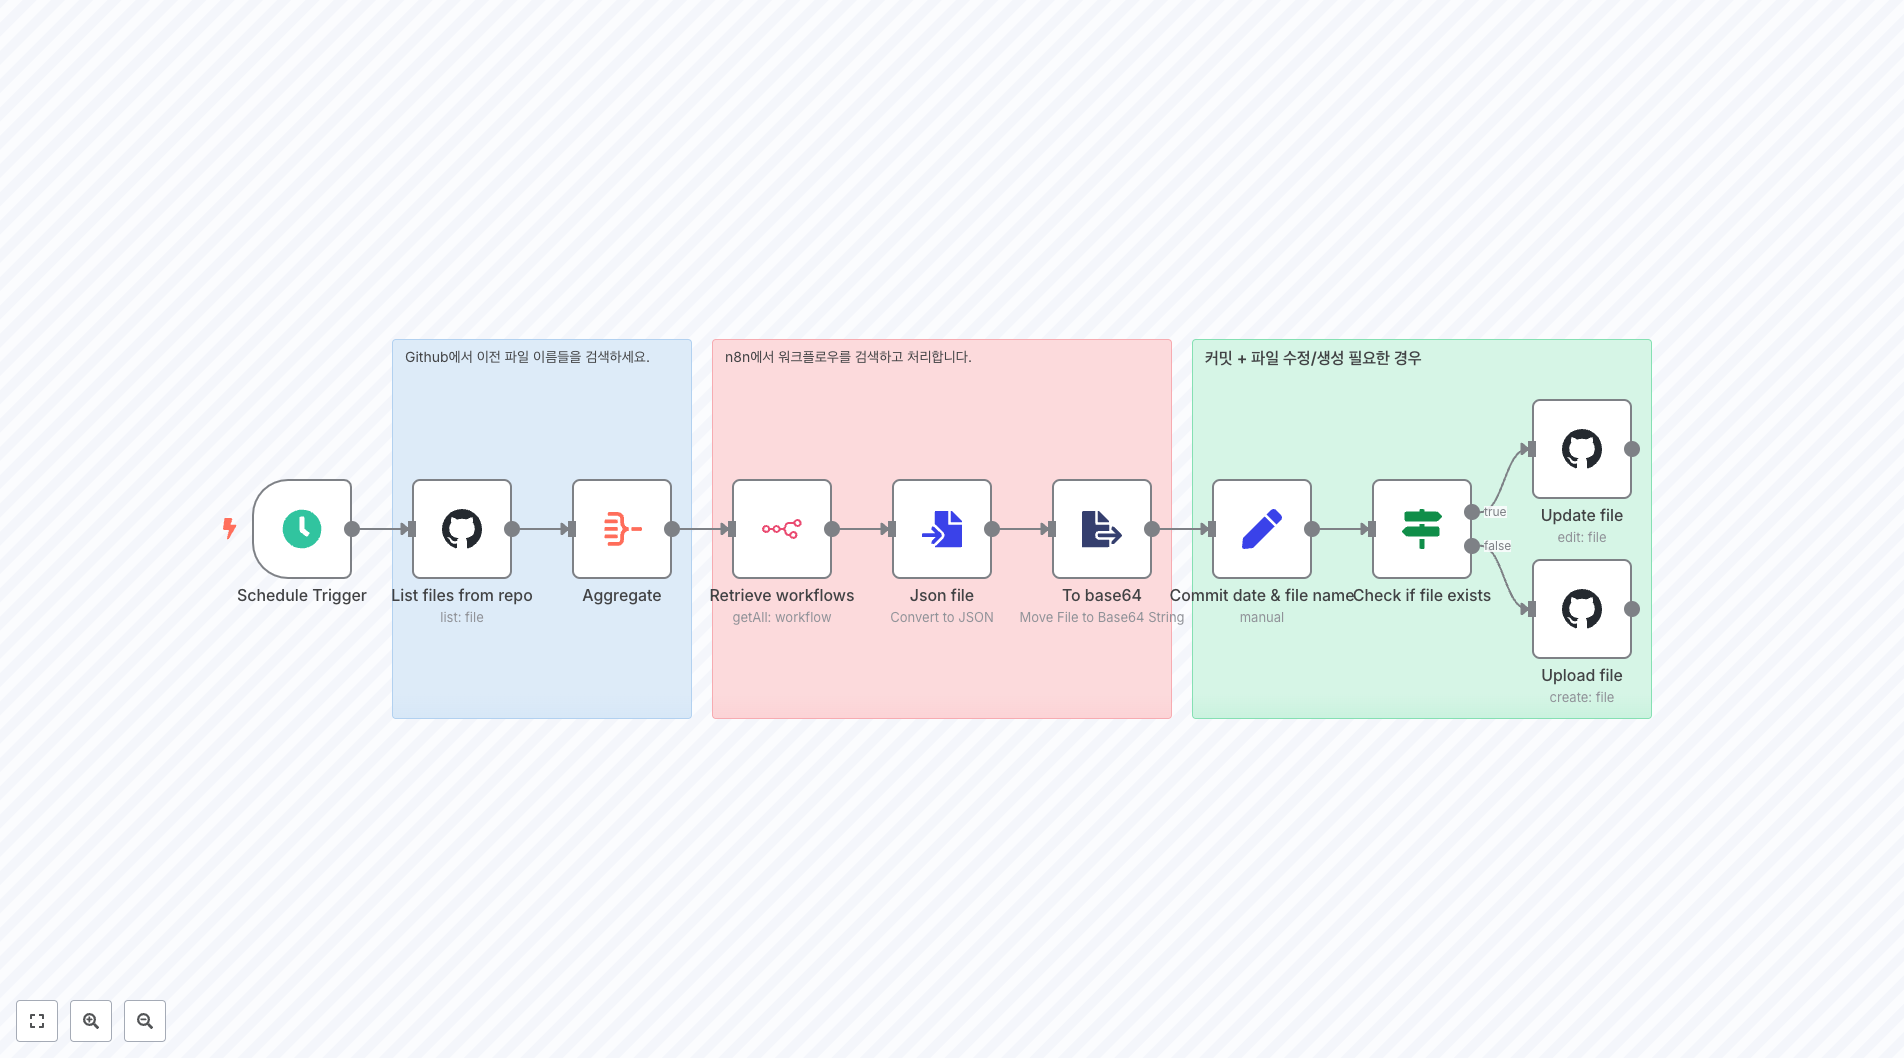 Github에서 이전 파일 이름들을 검색하세요.
n8n에서 워크플로우를 검색하고 처리합니다.
커밋 + 파일 수정/생성 필요한 경우
Schedule Trigger
List files from repo
list: file
Aggregate
Retrieve workflows
getAll: workflow
Json file
Convert to JSON
To base64
Move File to Base64 String
Commit date & file name
manual
Check if file exists
true
false
Update file
edit: file
Upload file
create: file